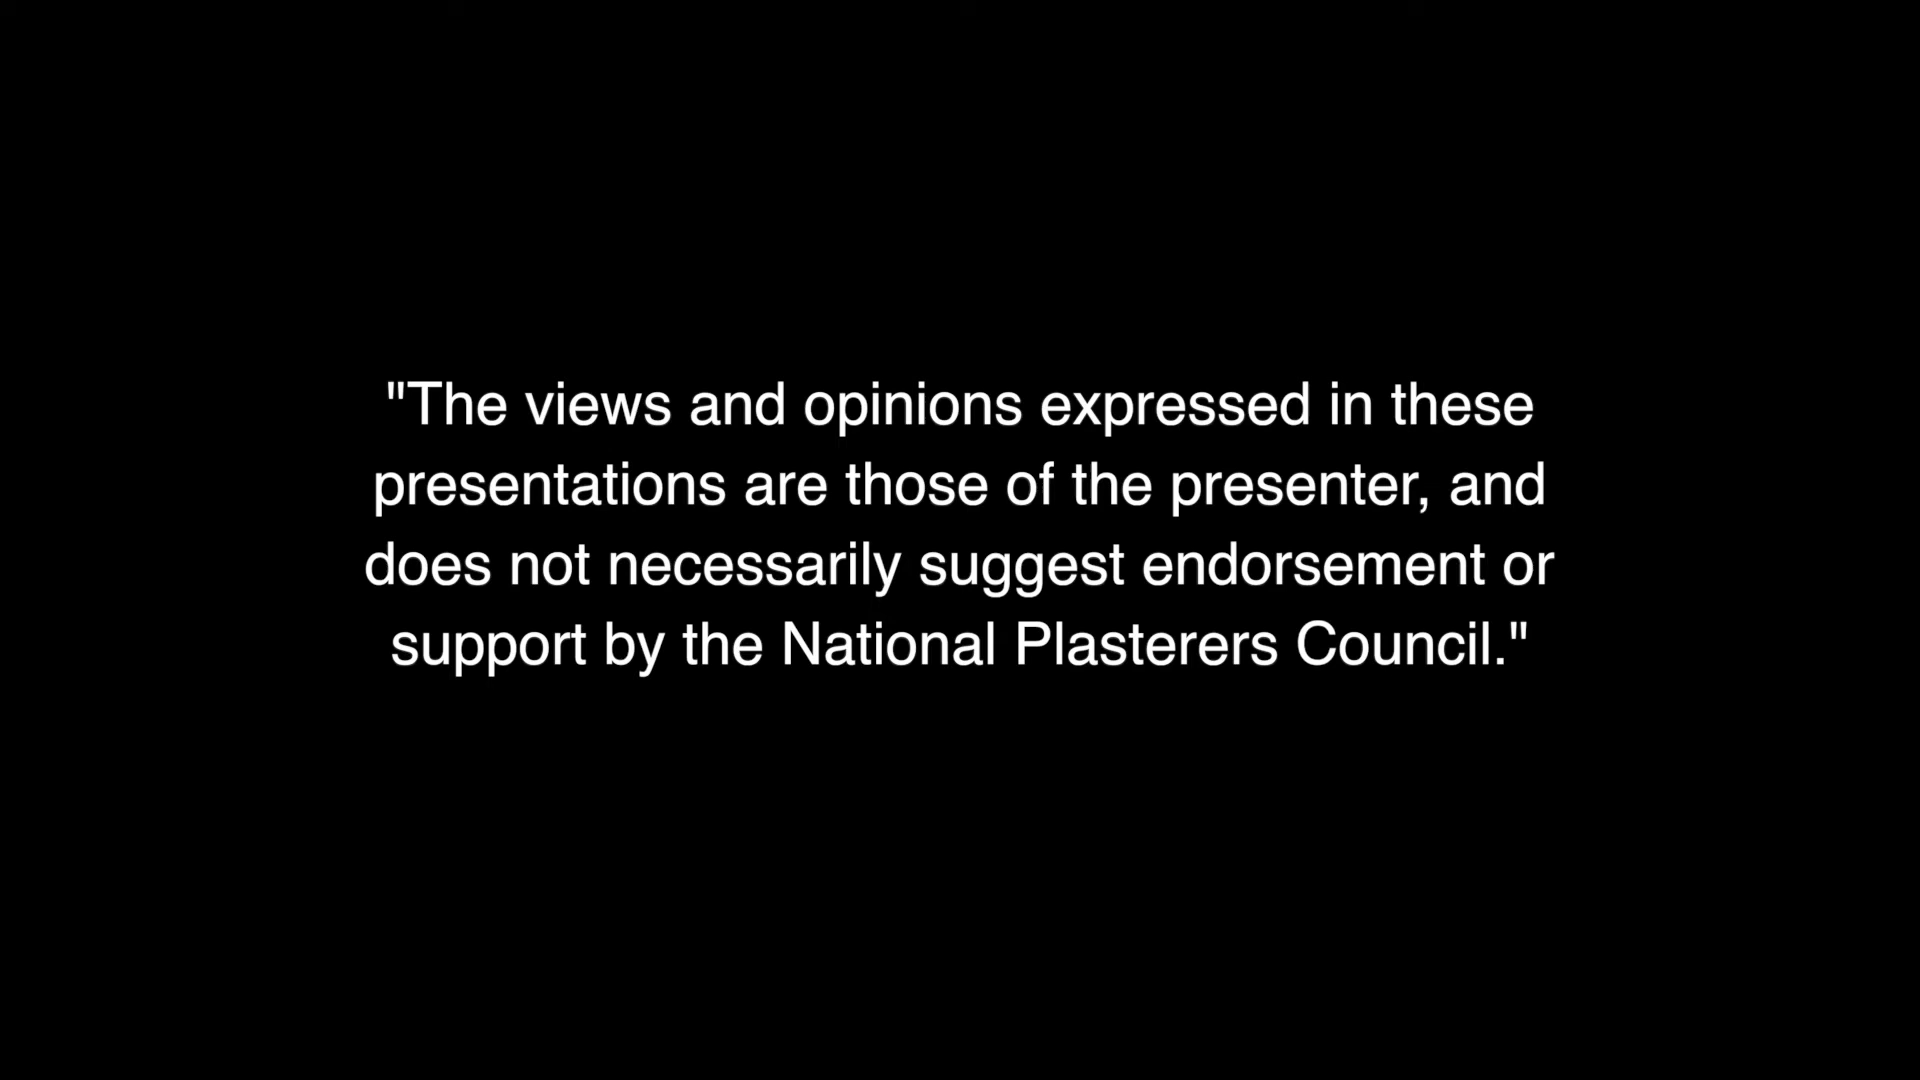 "The views and opinions expressed in these
presentations are those of the presenter, and
does not necessarily suggest endorsement or
support by the National Plasterers Council."